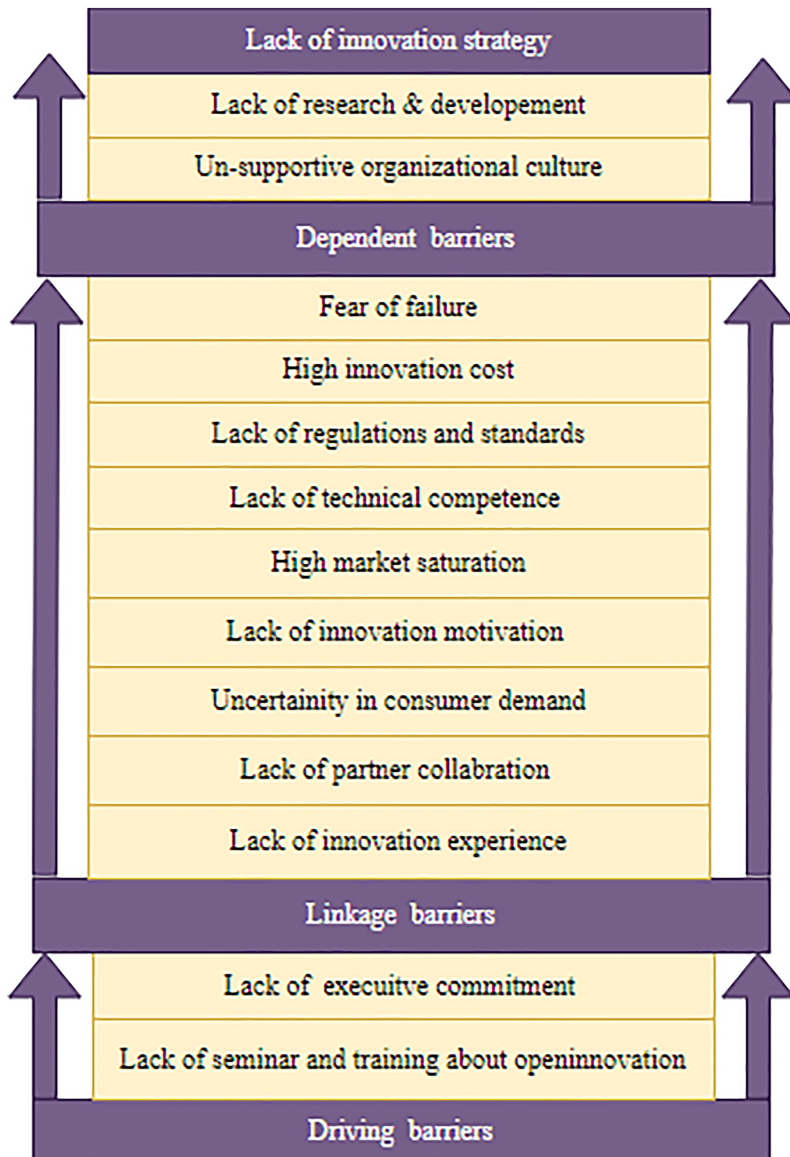 Lack of innovation strategy
Lack of research & developement
Un-supportive organizational culture
Dependent barriers
Fear of failure
High innovation cost
Lack of regulations and standards
Lack of technical competence
High market saturation
Lack of innovation motivation
Uncertainity in consumer demand
Lack of partner collabration
Lack of innovation experience
Linkage barriers
Lack of execuitve commitment
Lack of seminar and training about openinnovation
Driving barriers